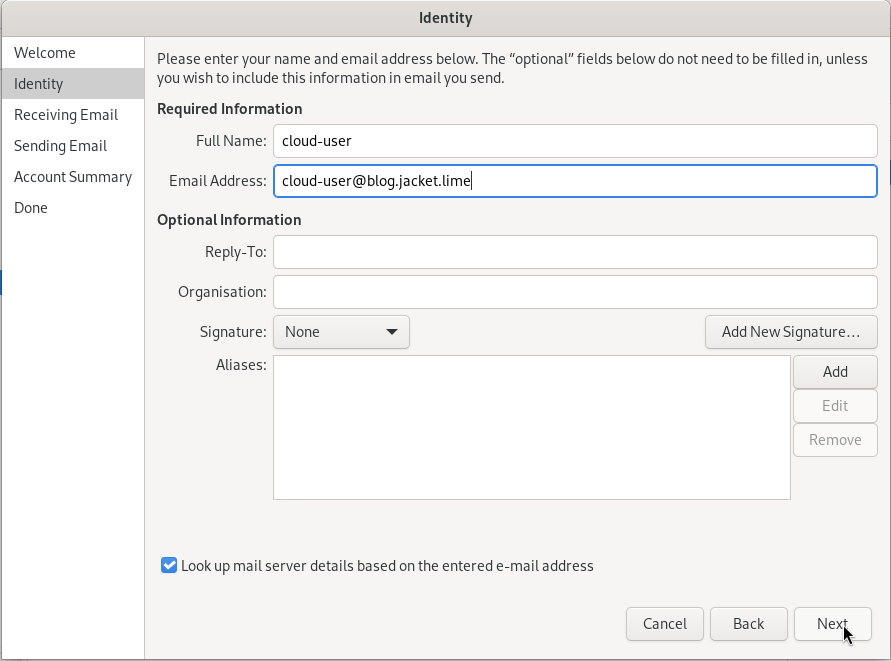 Identity
Welcome
Identity
Receiving Email
Sending Email
Account Summary
Done
Please enter your name and email address below. The “optional” fields below do not need to be filled in, unless
you wish to include this information in email you send.
Required Information
Full Name: cloud-user
Email Address: cloud-user@blog.jacket.lime
Optional Information
Reply-To:
Organisation:
Signature: None Add New Signature...
Aliases: Add
Edit
Remove
Look up mail server details based on the entered e-mail address
Cancel Back Next